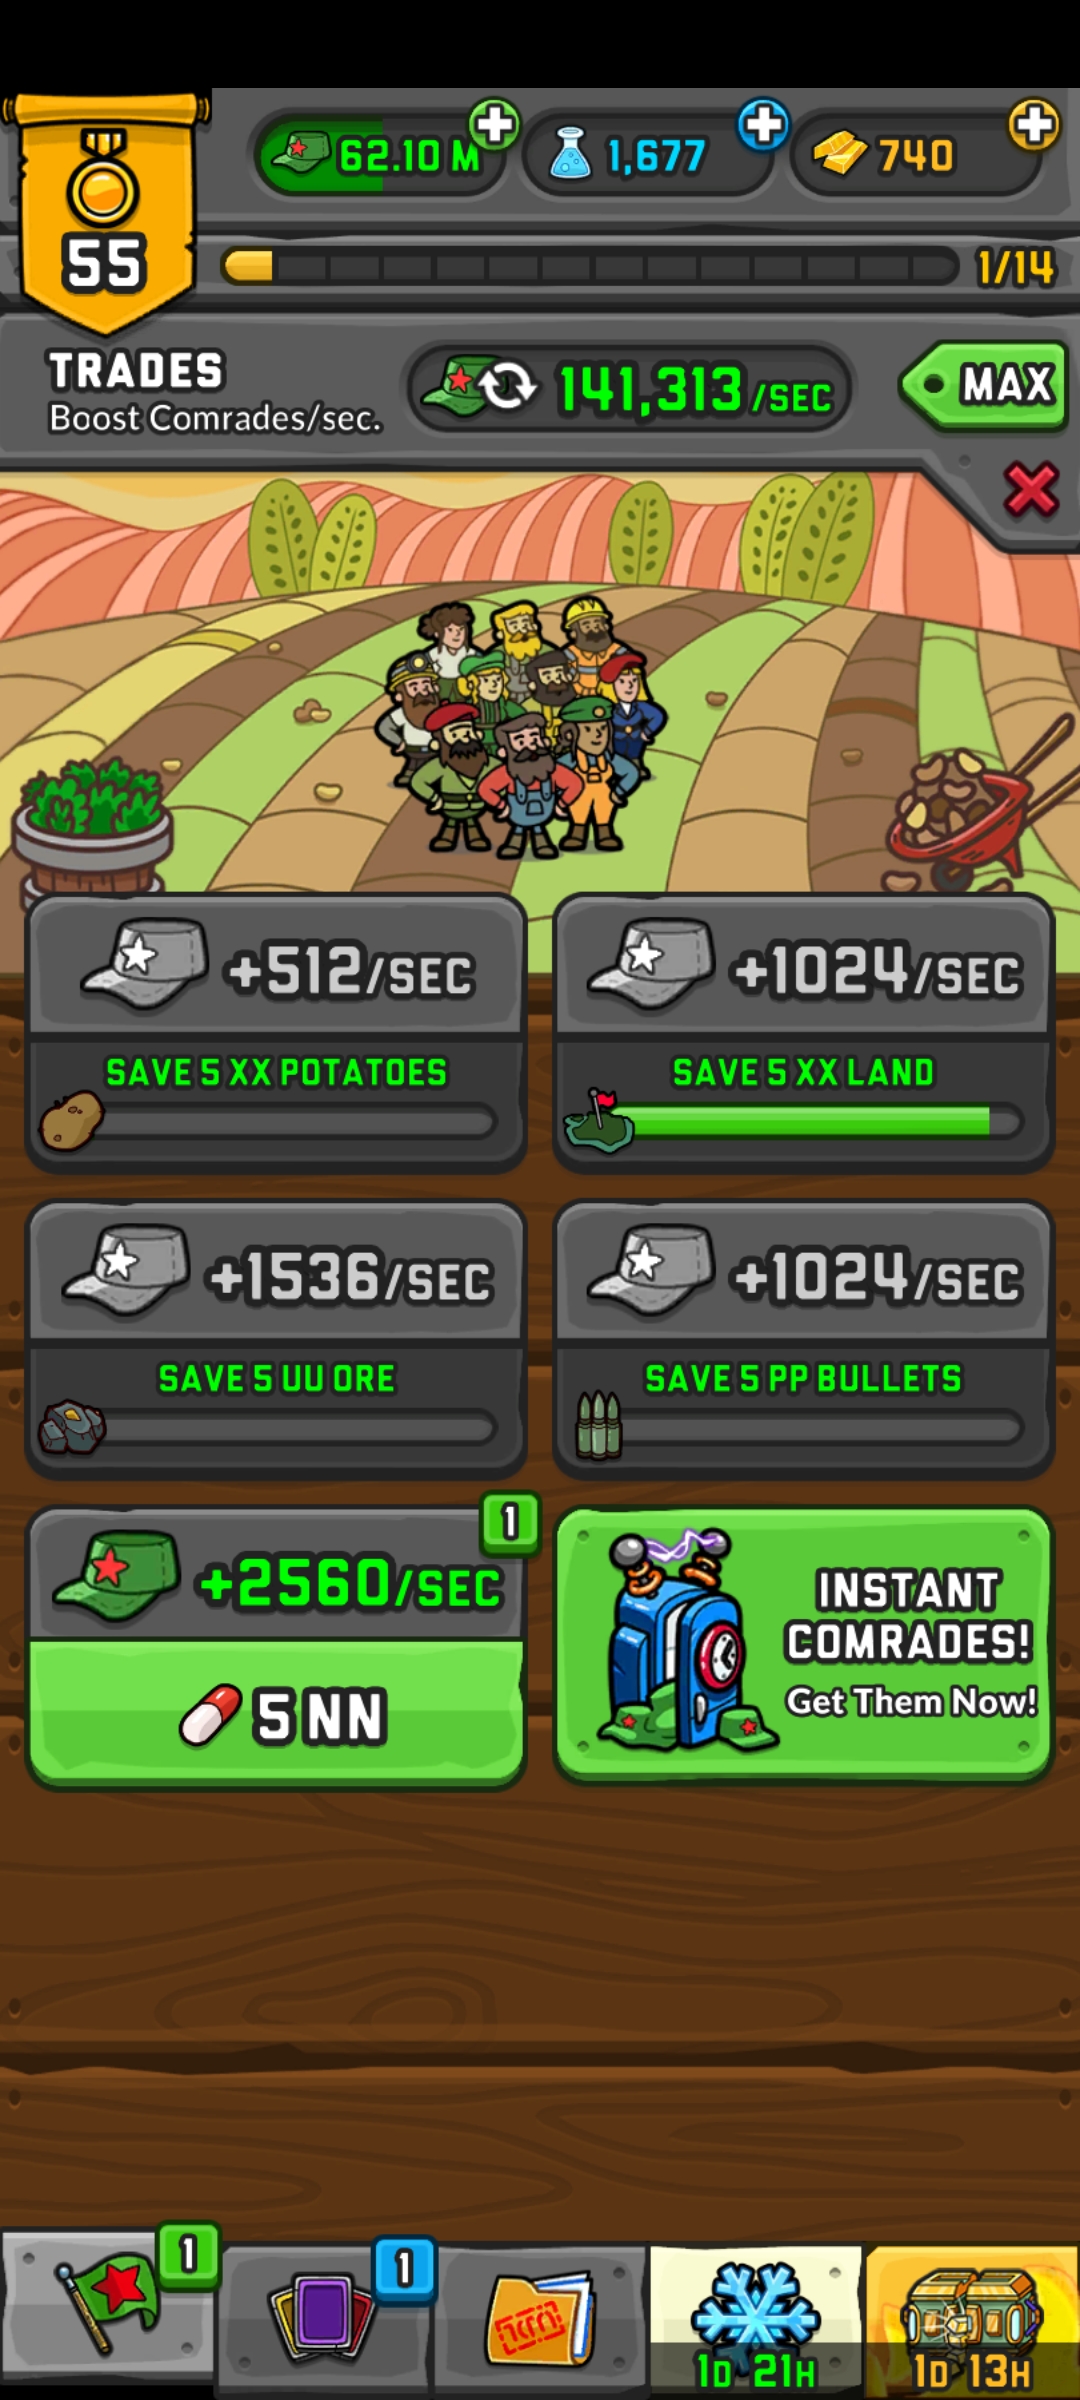 62.10 M
1,677
740
55
1/14
TRADES
Boost Comrades/sec.
141,313/SEC
MAX
+512/SEC
+1024/SEC
SAVE 5 XX POTATOES
SAVE 5 XX LAND
+1536/SEC
+1024/SEC
SAVE 5 UU ORE
SAVE 5 PP BULLETS
1
+2560/SEC
5 NN
INSTANT
COMRADES!
Get Them Now!
1
1
1D 21H
1D 13H